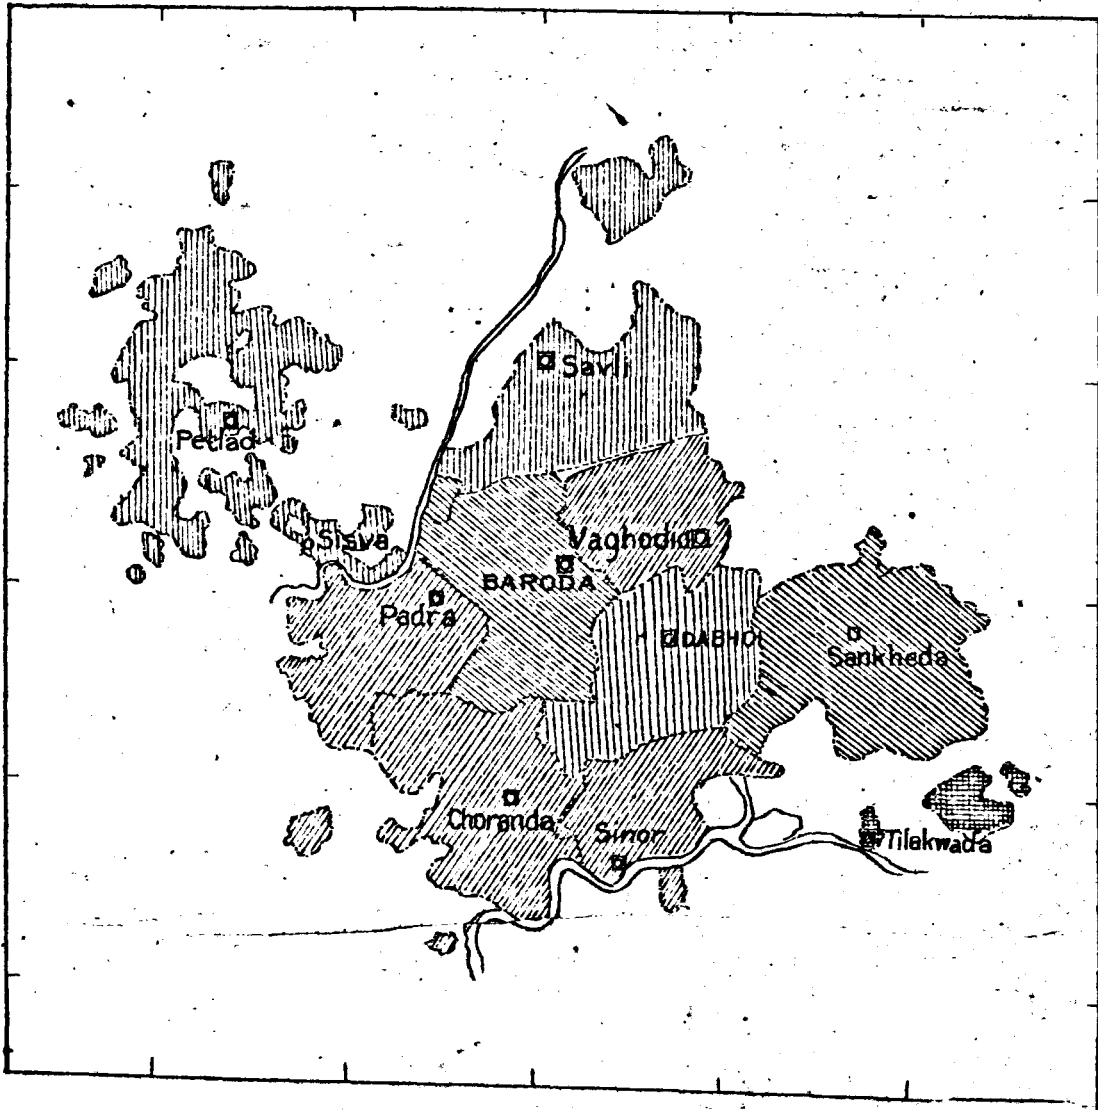 Savli
Petlad
Sisva
Vaghodia
BARODA
Padra
DABHOI
Sankheda
Choranda
Sinor
Tilakwada